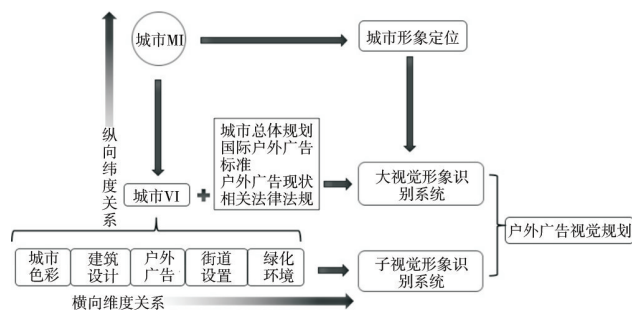 城市MI
城市形象定位
纵向纬度关系
城市总体规划
国际户外广告
标准
户外广告现状
相关法律法规
城市VI
+
大视觉形象识
别系统
户外广告视觉规划
城市
色彩
建筑
设计
户外
广告
街道
设置
绿化
环境
子视觉形象识
别系统
横向维度关系